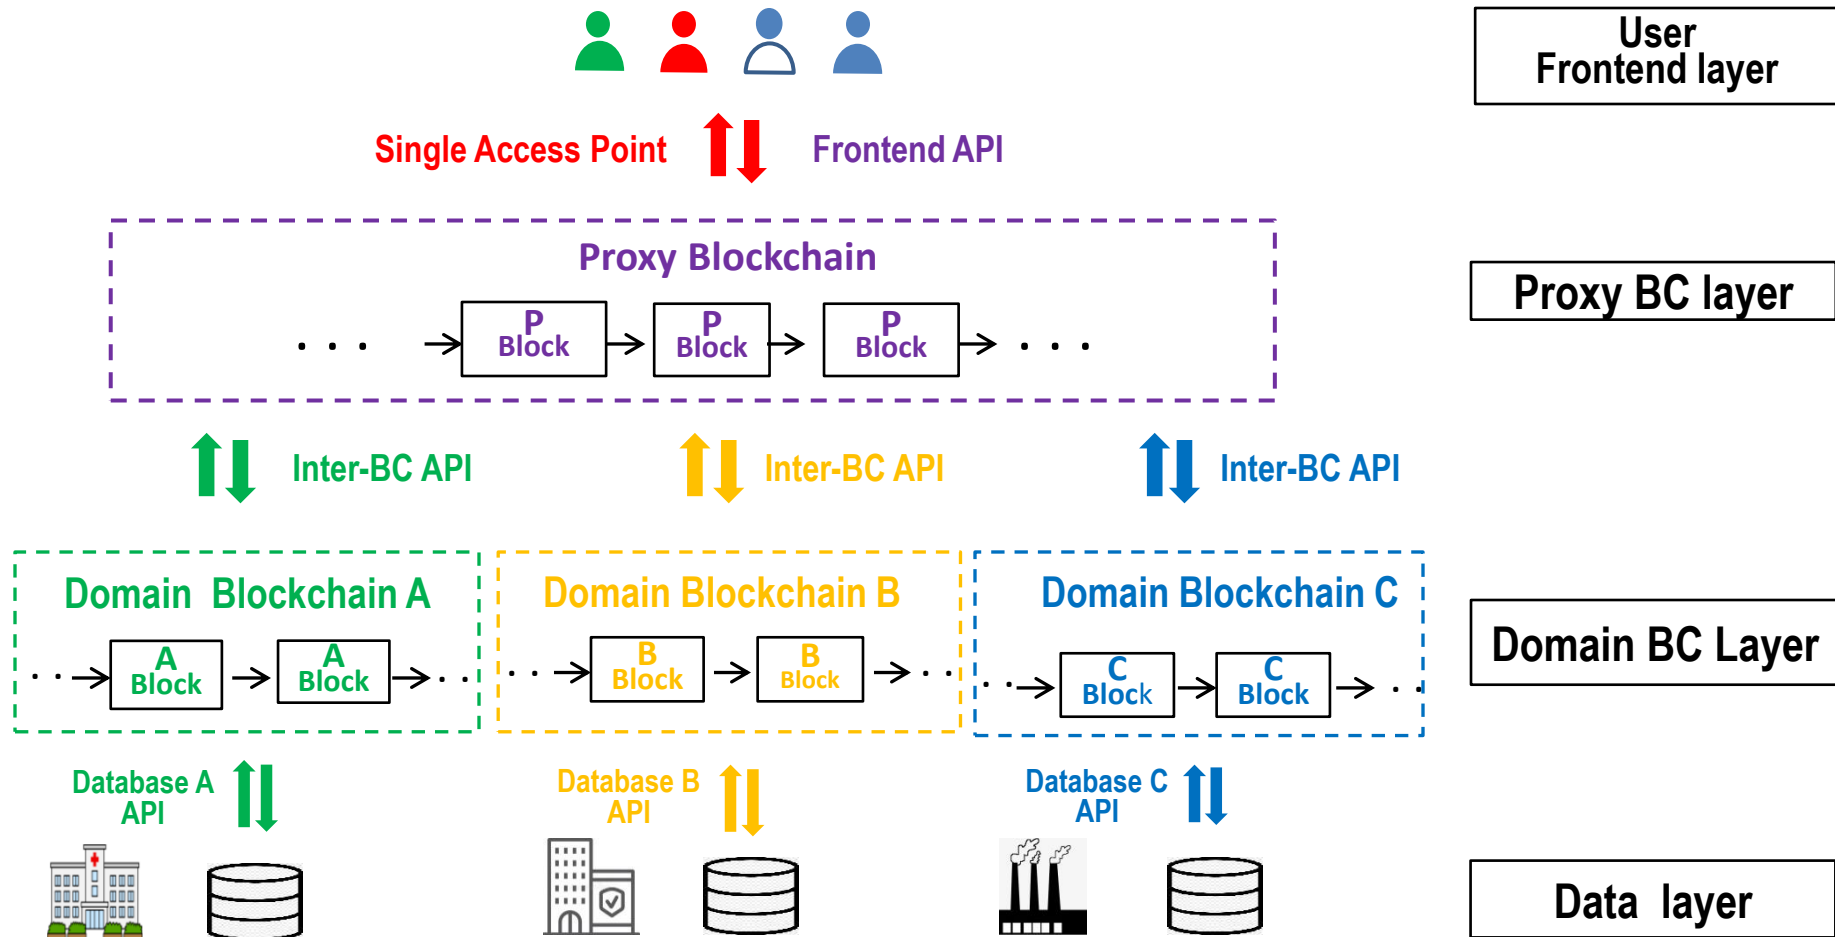 User
Frontend layer
Single Access Point
Frontend API
Proxy Blockchain
Proxy BC layer
P
Block
P
Block
P
Block
Inter-BC API
Inter-BC API
Inter-BC API
Domain Blockchain A
Domain Blockchain B
Domain Blockchain C
Domain BC Layer
A
Block
A
Block
B
Block
B
Block
C
Block
C
Block
Database A
API
Database B
API
Database C
API
Data layer